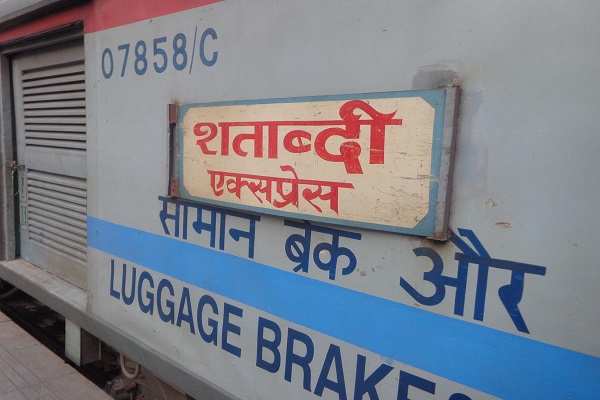 07858/C
शताब्दी
एक्सप्रेस
सामान ब्रेक और
LUGGAGE BRAKE